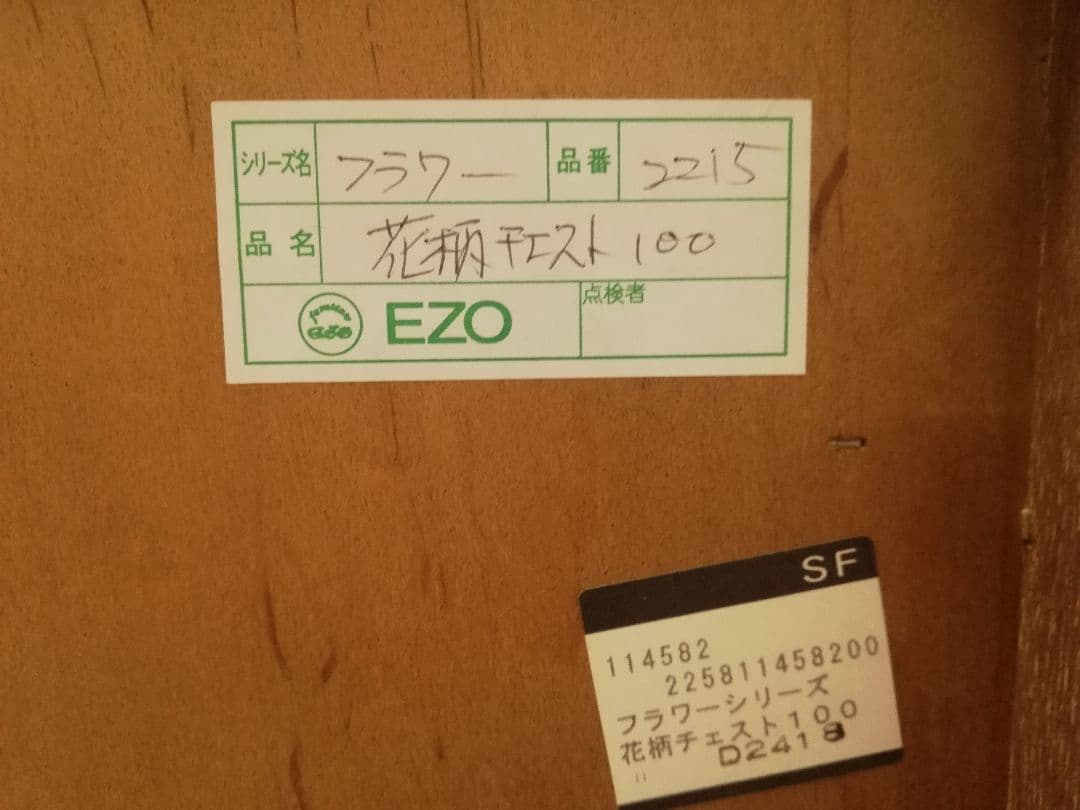 シリーズ名 フラワー 品番 2215
品名 花柄チェスト100
EZO 点検者
SF
114582
225811458200
フラワーシリーズ
花柄チェスト100
D2418